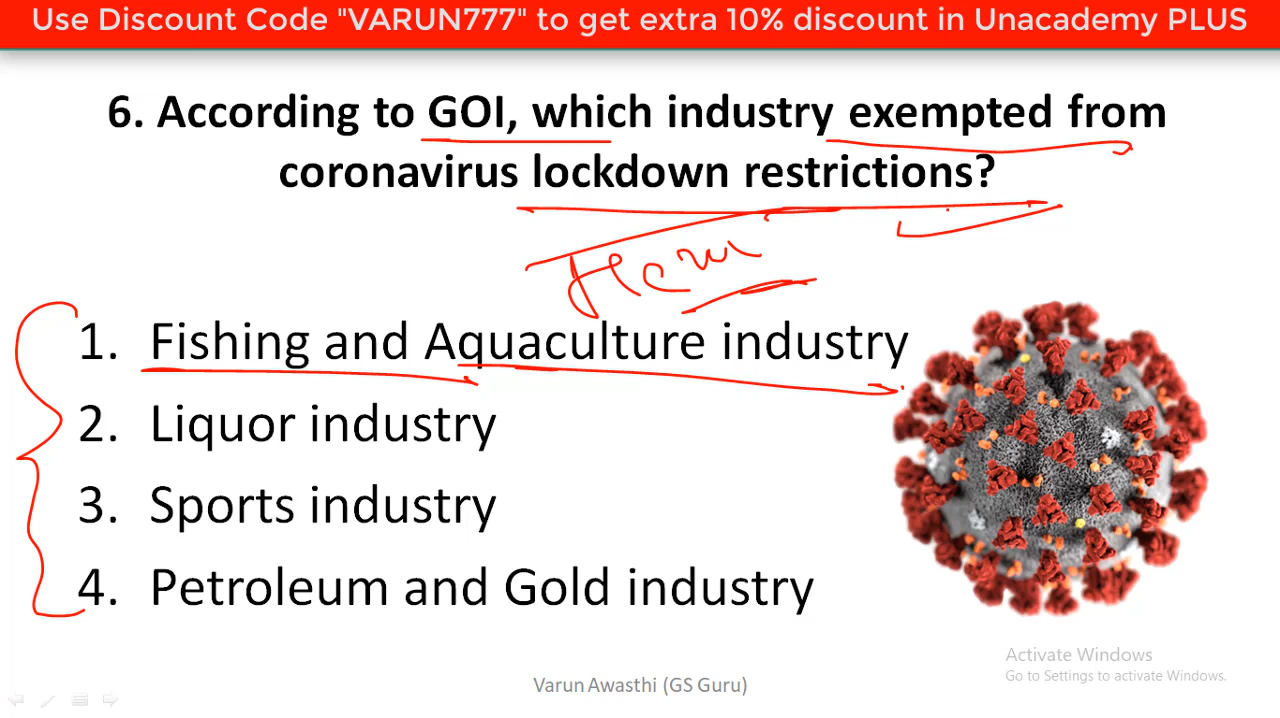 Use Discount Code "VARUN777" to get extra 10% discount in Unacademy PLUS
6. According to GOI, which industry exempted from
coronavirus lockdown restrictions?
1. Fishing and Aquaculture industry
2. Liquor industry
3. Sports industry
4. Petroleum and Gold industry
Activate Windows
Go to Settings to activate Windows.
Varun Awasthi (GS Guru)